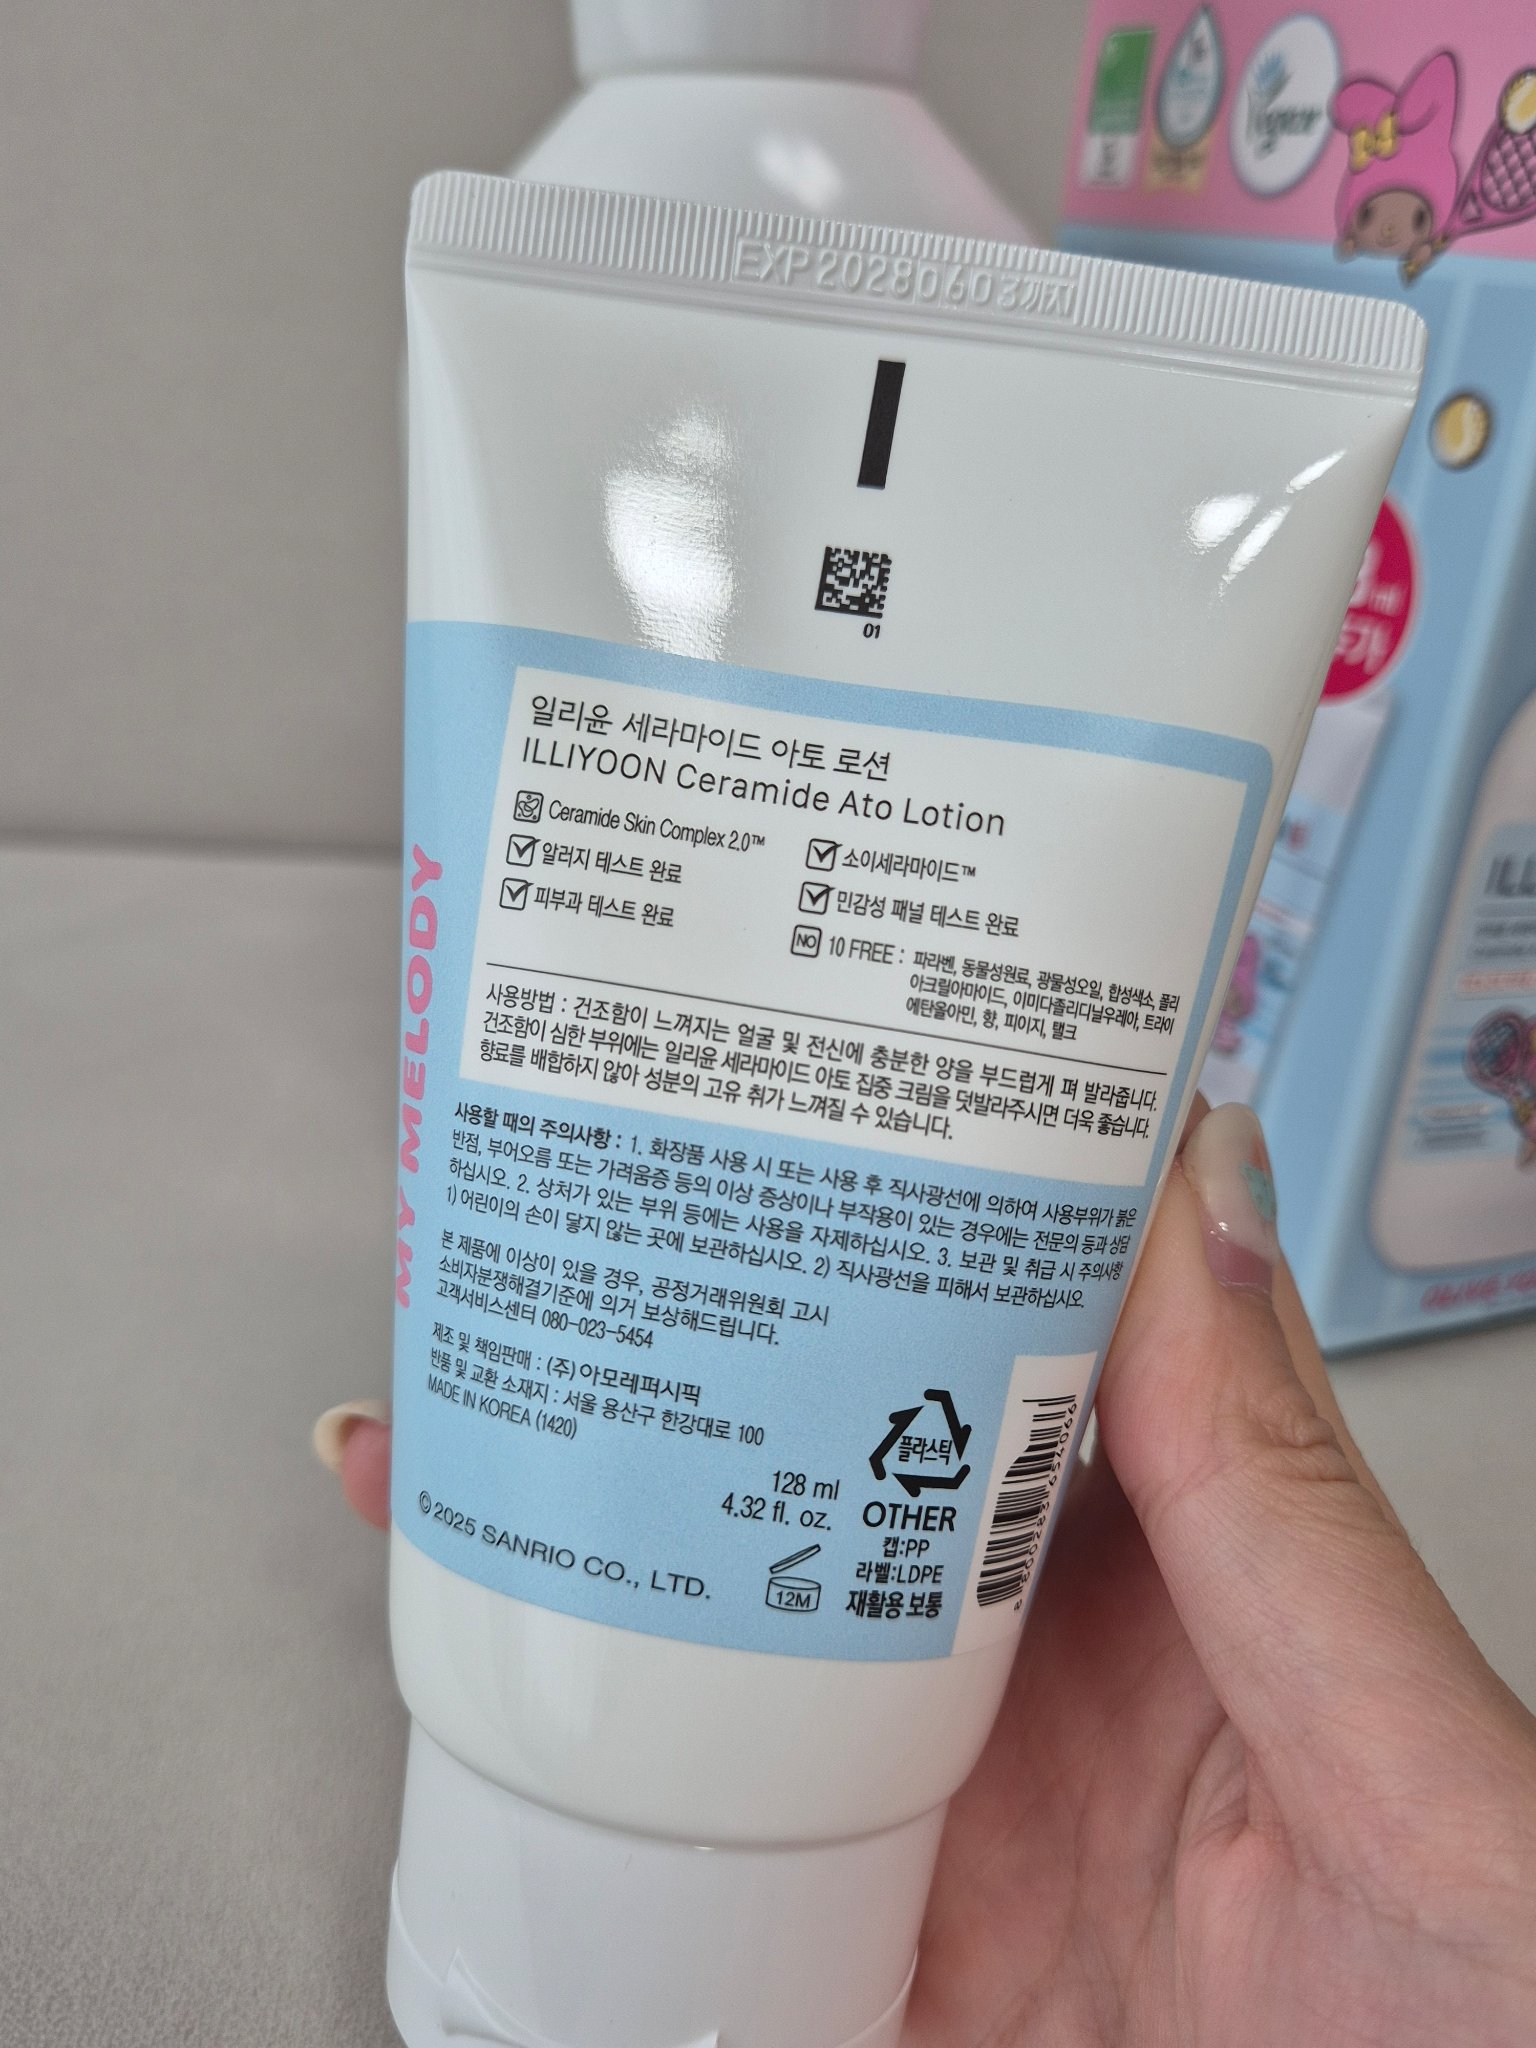 EXP20280603까지
01
일리윤 세라마이드 아토 로션
ILLIYOON Ceramide Ato Lotion
Ceramide Skin Complex 2.0™
소이세라마이드™
알러지 테스트 완료
민감성 패널 테스트 완료
피부과 테스트 완료
NO 10 FREE : 파라벤, 동물성원료, 광물성오일, 합성색소, 폴리
아크릴아마이드, 이미다졸리디닐우레아, 트라이
에탄올아민, 향, 피이지, 탤크
사용방법 : 건조함이 느껴지는 얼굴 및 전신에 충분한 양을 부드럽게 펴 발라줍니다.
건조함이 심한 부위에는 일리윤 세라마이드 아토 집중 크림을 덧발라주시면 더욱 좋습니다.
향료를 배합하지 않아 성분의 고유 취가 느껴질 수 있습니다.
사용할 때의 주의사항 : 1. 화장품 사용 시 또는 사용 후 직사광선에 의하여 사용부위가 붉은
반점, 부어오름 또는 가려움증 등의 이상 증상이나 부작용이 있는 경우에는 전문의 등과 상담
하십시오. 2. 상처가 있는 부위 등에는 사용을 자제하십시오. 3. 보관 및 취급 시 주의사항
1) 어린이의 손이 닿지 않는 곳에 보관하십시오. 2) 직사광선을 피해서 보관하십시오.
본 제품에 이상이 있을 경우, 공정거래위원회 고시
소비자분쟁해결기준에 의거 보상해드립니다.
고객서비스센터 080-023-5454
제조 및 책임판매 : (주)아모레퍼시픽
반품 및 교환 소재지 : 서울 용산구 한강대로 100
MADE IN KOREA (1420)
128 ml
4.32 fl. oz.
© 2025 SANRIO CO., LTD.
12M
플라스틱
OTHER
캡:PP
라벨:LDPE
재활용 보통
MY MELODY